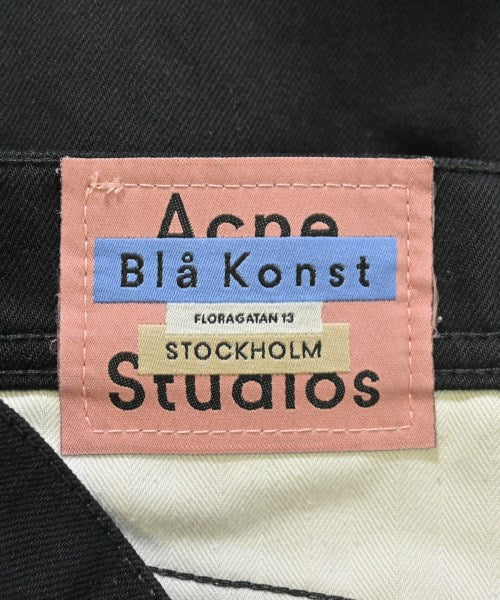 Acne
Blå Konst
FLORAGATAN 13
STOCKHOLM
Studios